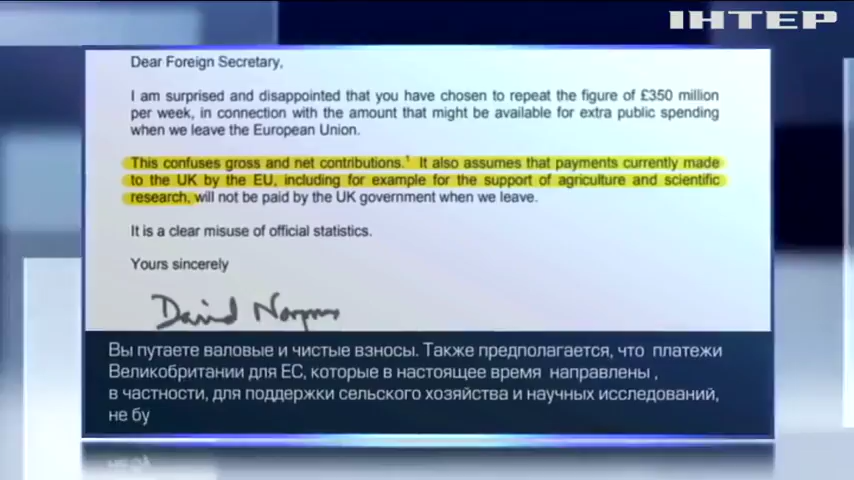 ІНТЕР
Dear Foreign Secretary,
I am surprised and disappointed that you have chosen to repeat the figure of £350 million
per week, in connection with the amount that might be available for extra public spending
when we leave the European Union.
This confuses gross and net contributions.¹ It also assumes that payments currently made
to the UK by the EU, including for example for the support of agriculture and scientific
research, will not be paid by the UK government when we leave.
It is a clear misuse of official statistics.
Yours sincerely
David Norgrove
Вы путаете валовые и чистые взносы. Также предполагается, что платежи
Великобритании для ЕС, которые в настоящее время направлены ,
в частности, для поддержки сельского хозяйства и научных исследований,
не бу